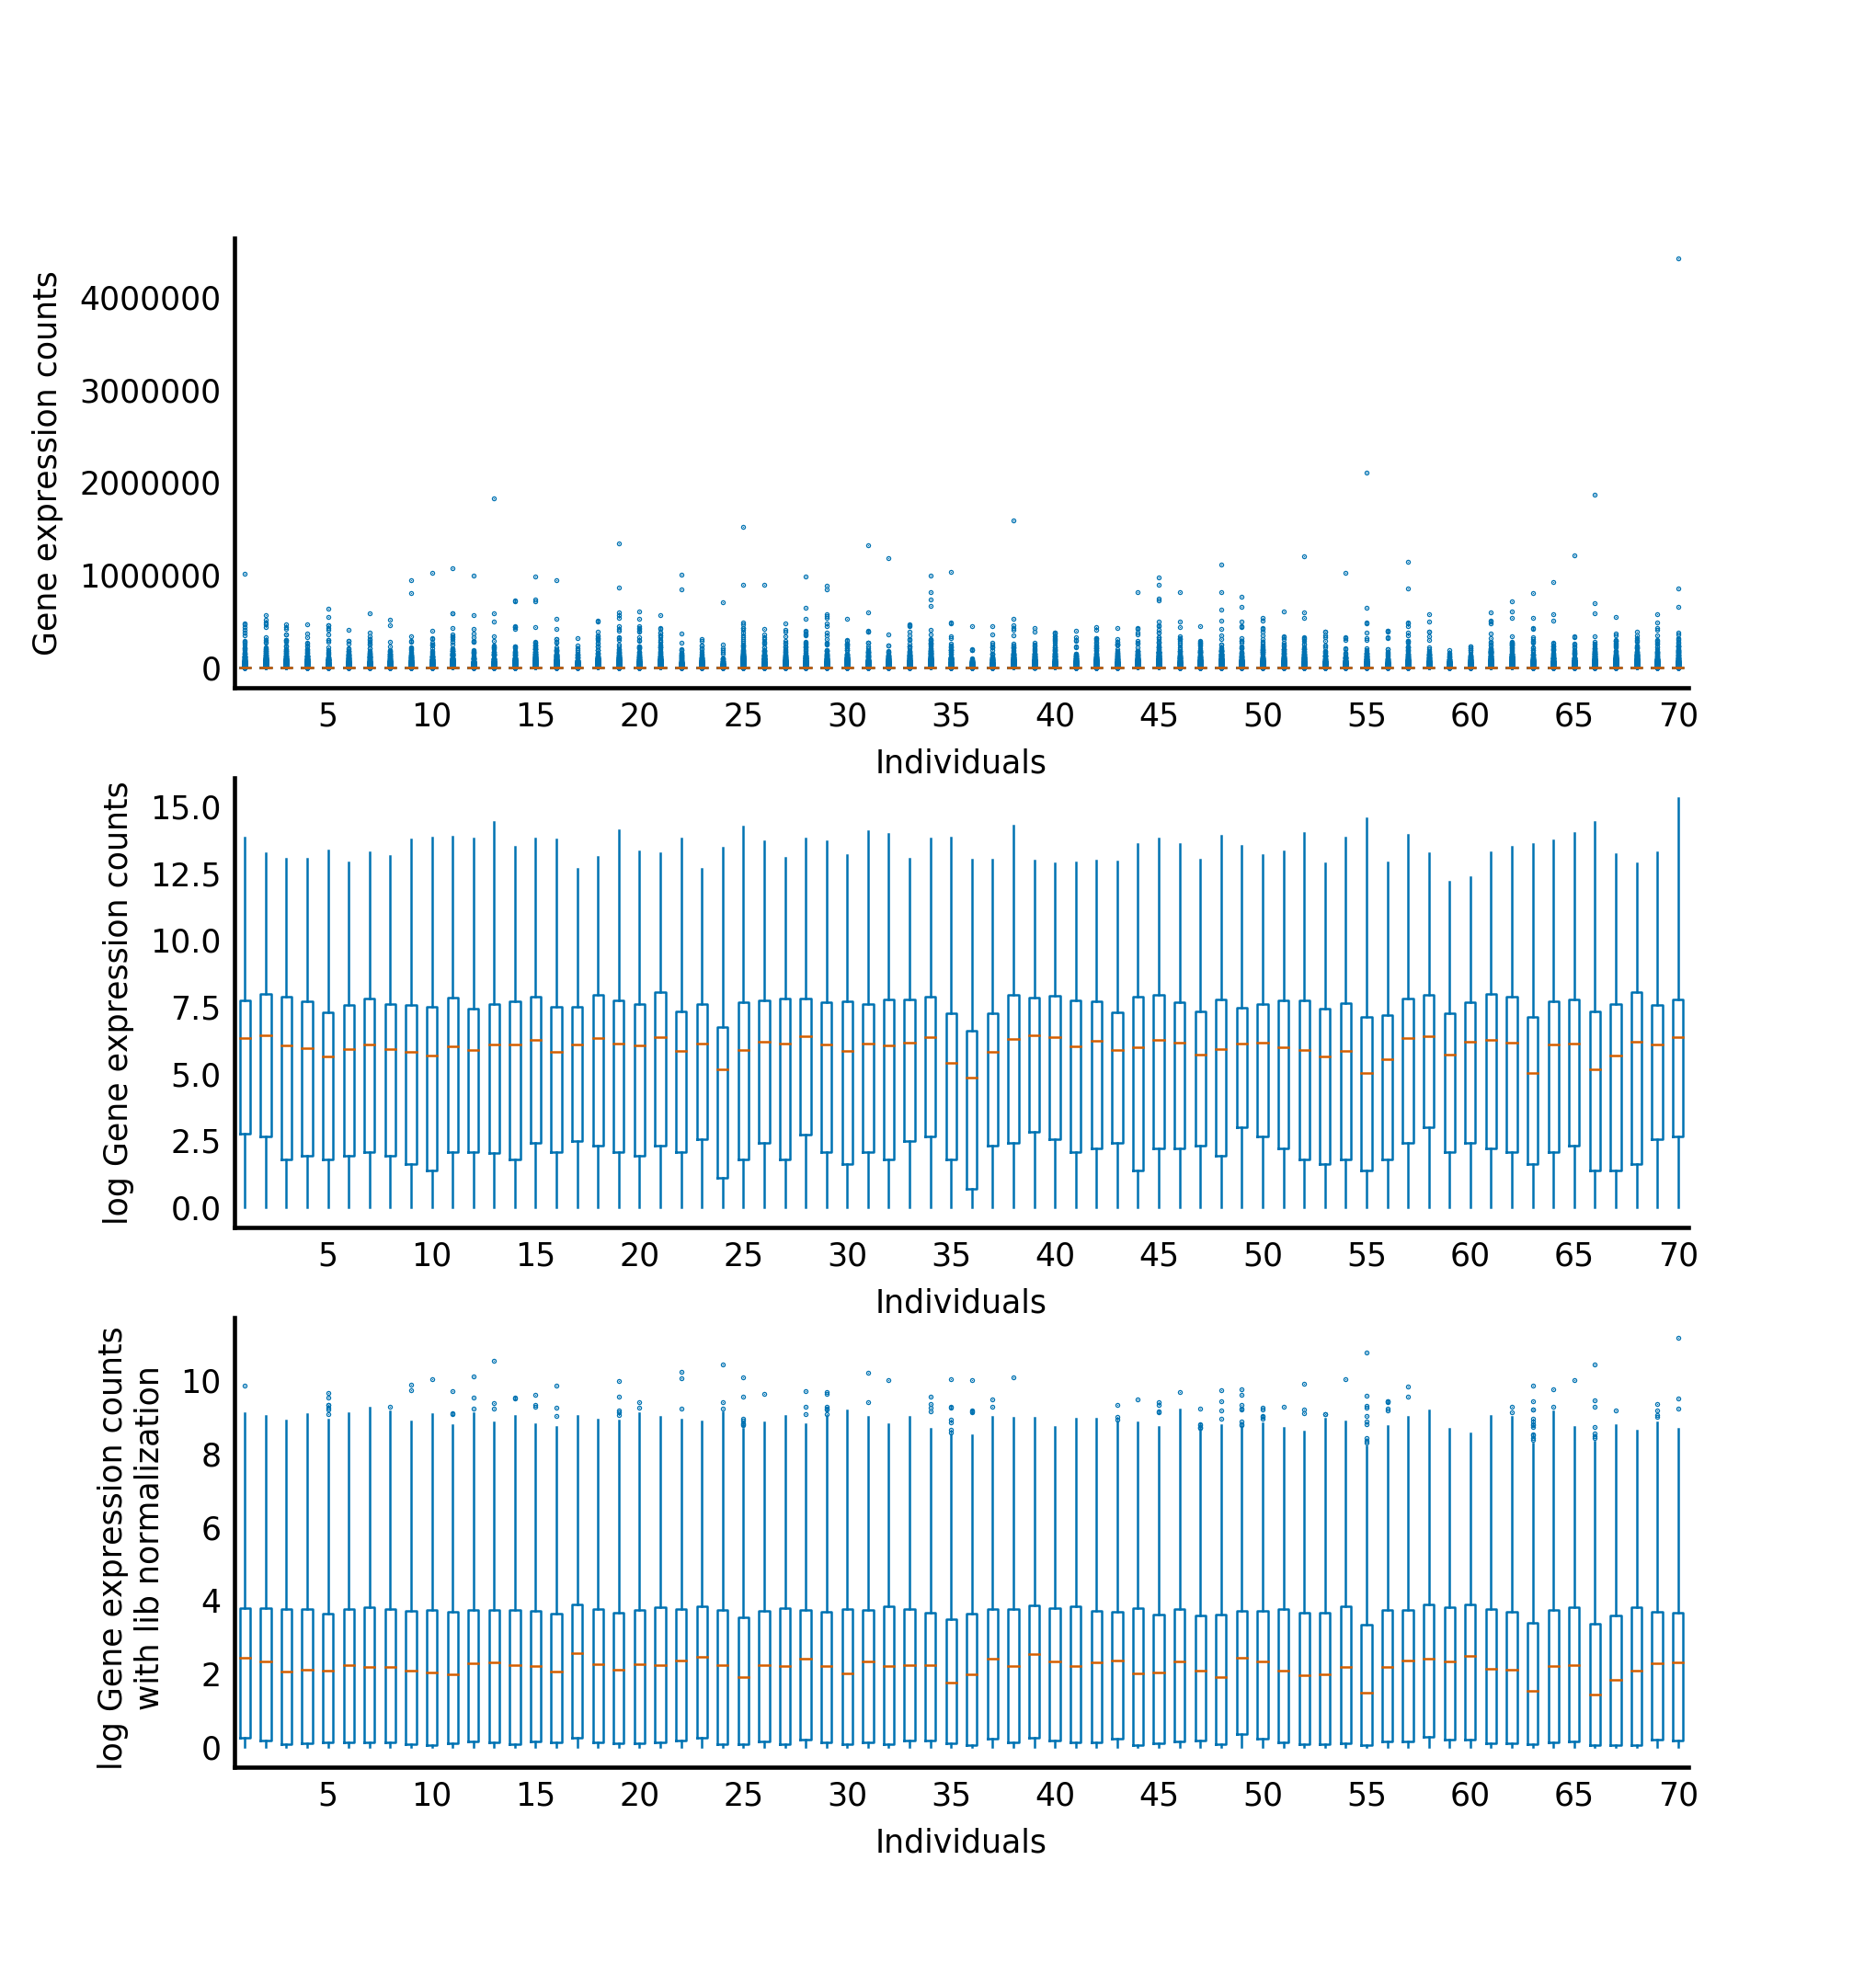 Gene expression counts
4000000
3000000
2000000
1000000
0
5 10 15 20 25 30 35 40 45 50 55 60 65 70
Individuals
log Gene expression counts
15.0
12.5
10.0
7.5
5.0
2.5
0.0
5 10 15 20 25 30 35 40 45 50 55 60 65 70
Individuals
log Gene expression counts
with lib normalization
10
8
6
4
2
0
5 10 15 20 25 30 35 40 45 50 55 60 65 70
Individuals